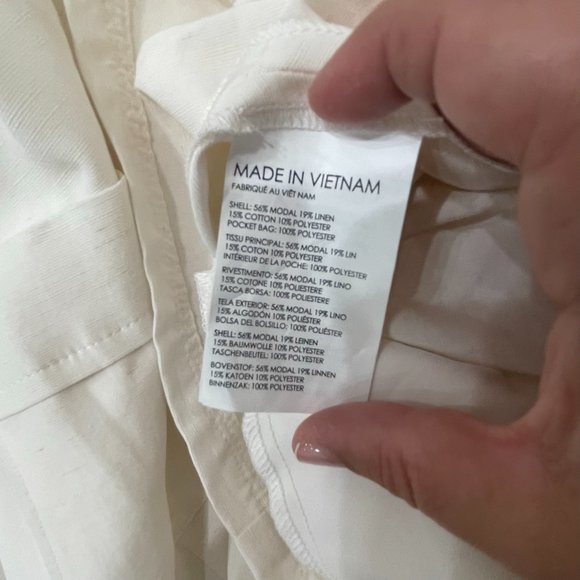 MADE IN VIETNAM
FABRIQUÉ AU VIÊT NAM
SHELL: 56% MODAL 19% LINEN
15% COTTON 10% POLYESTER
POCKET BAG: 100% POLYESTER
TISSU PRINCIPAL: 56% MODAL 19% LIN
15% COTON 10% POLYESTER
INTÉRIEUR DE LA POCHE: 100% POLYESTER
RIVESTIMENTO: 56% MODAL 19% LINO
15% COTONE 10% POLIESTERE
TASCA BORSA: 100% POLIESTERE
TELA EXTERIOR: 56% MODAL 19% LINO
15% ALGODÓN 10% POLIÉSTER
BOLSA DEL BOLSILLO: 100% POLIÉSTER
SHELL: 56% MODAL 19% LEINEN
15% BAUMWOLLE 10% POLYESTER
TASCHENBEUTEL: 100% POLYESTER
BOVENSTOF: 56% MODAL 19% LINNEN
15% KATOEN 10% POLYESTER
BINNENZAK: 100% POLYESTER